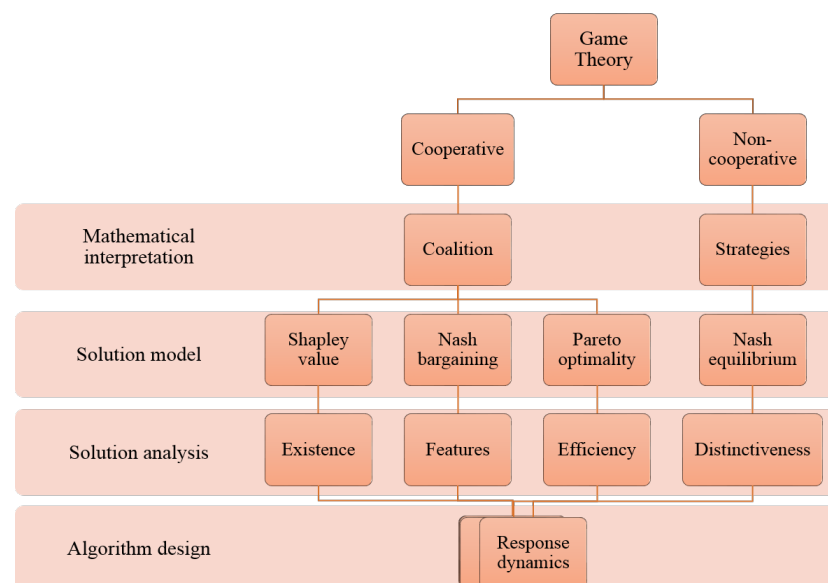 Game
Theory
Cooperative
Non-
cooperative
Mathematical
interpretation
Coalition
Strategies
Solution model
Shapley
value
Nash
bargaining
Pareto
optimality
Nash
equilibrium
Solution analysis
Existence
Features
Efficiency
Distinctiveness
Algorithm design
Response
dynamics